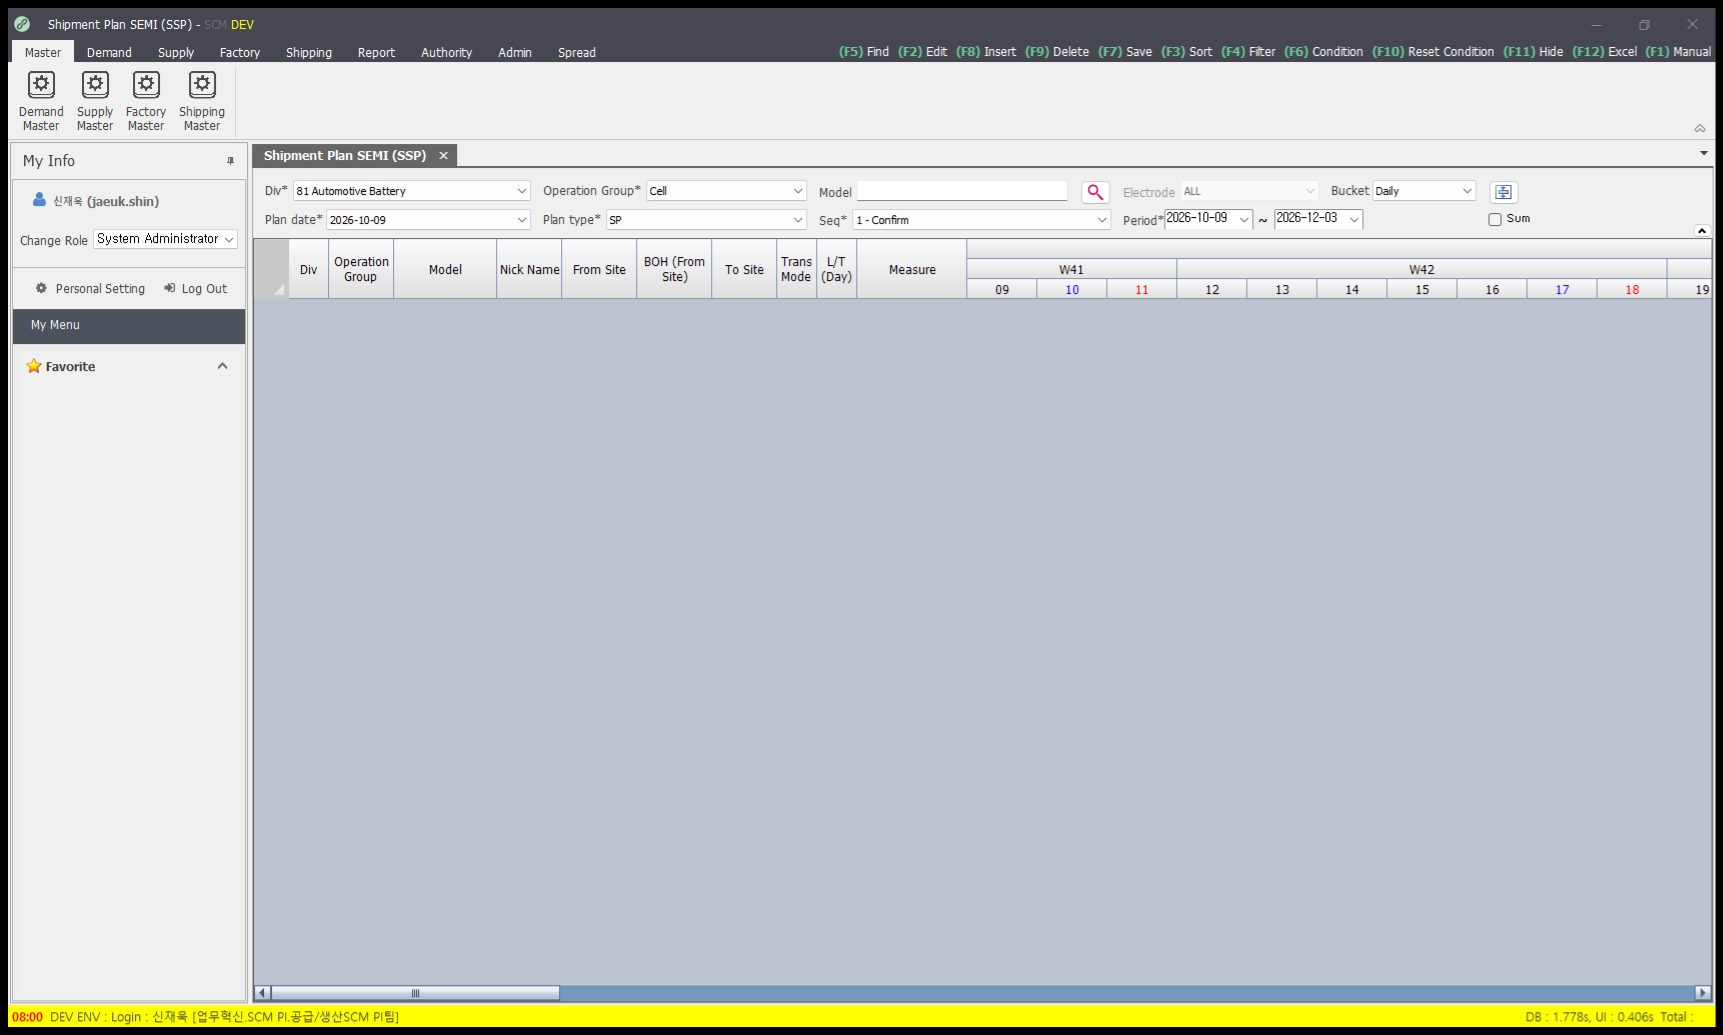 Shipment Plan SEMI (SSP) - SCM DEV
Master Demand Supply Factory Shipping Report Authority Admin Spread (F5) Find (F2) Edit (F8) Insert (F9) Delete (F7) Save (F3) Sort (F4) Filter (F6) Condition (F10) Reset Condition (F11) Hide (F12) Excel (F1) Manual
Demand Master
Supply Master
Factory Master
Shipping Master
My Info
신재욱 (jaeuk.shin)
Change Role System Administrator
Personal Setting Log Out
My Menu
Favorite
Shipment Plan SEMI (SSP)
Div* 81 Automotive Battery Operation Group* Cell Model Electrode ALL Bucket Daily
Plan date* 2026-10-09 Plan type* SP Seq* 1 - Confirm Period* 2026-10-09 ~ 2026-12-03 Sum
Div
Operation Group
Model
Nick Name
From Site
BOH (From Site)
To Site
Trans Mode
L/T (Day)
Measure
W41 W42
09 10 11 12 13 14 15 16 17 18 19
08:00 DEV ENV : Login : 신재욱 [업무혁신.SCM PI.공급/생산SCM PI팀] DB : 1.778s, UI : 0.406s Total :